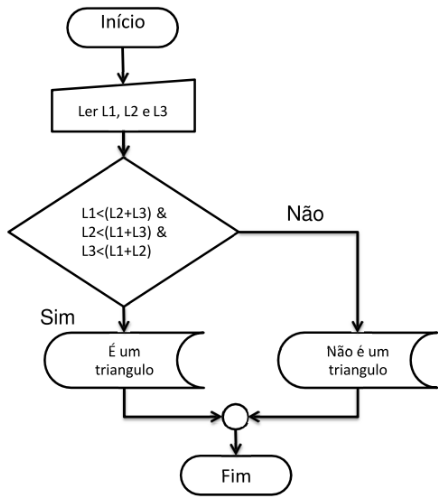 Início
Ler L1, L2 e L3
L1<(L2+L3) &
L2<(L1+L3) &
L3<(L1+L2)
Não
Sim
É um
triangulo
Não é um
triangulo
Fim